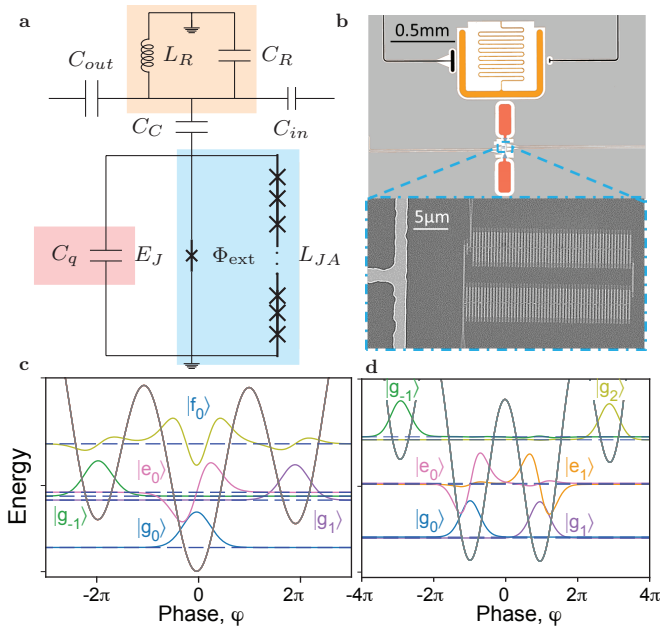 a
L_R
C_R
C_out
C_in
C_C
C_q
E_J
Φ_ext
L_JA
b
0.5mm
5μm
c
|f_0⟩
|e_0⟩
|g_-1⟩
|g_0⟩
|g_1⟩
Energy
-2π 0 2π
Phase, φ
d
|g_-1⟩
|g_2⟩
|e_0⟩
|e_1⟩
|g_0⟩
|g_1⟩
-4π -2π 0 2π 4π
Phase, φ